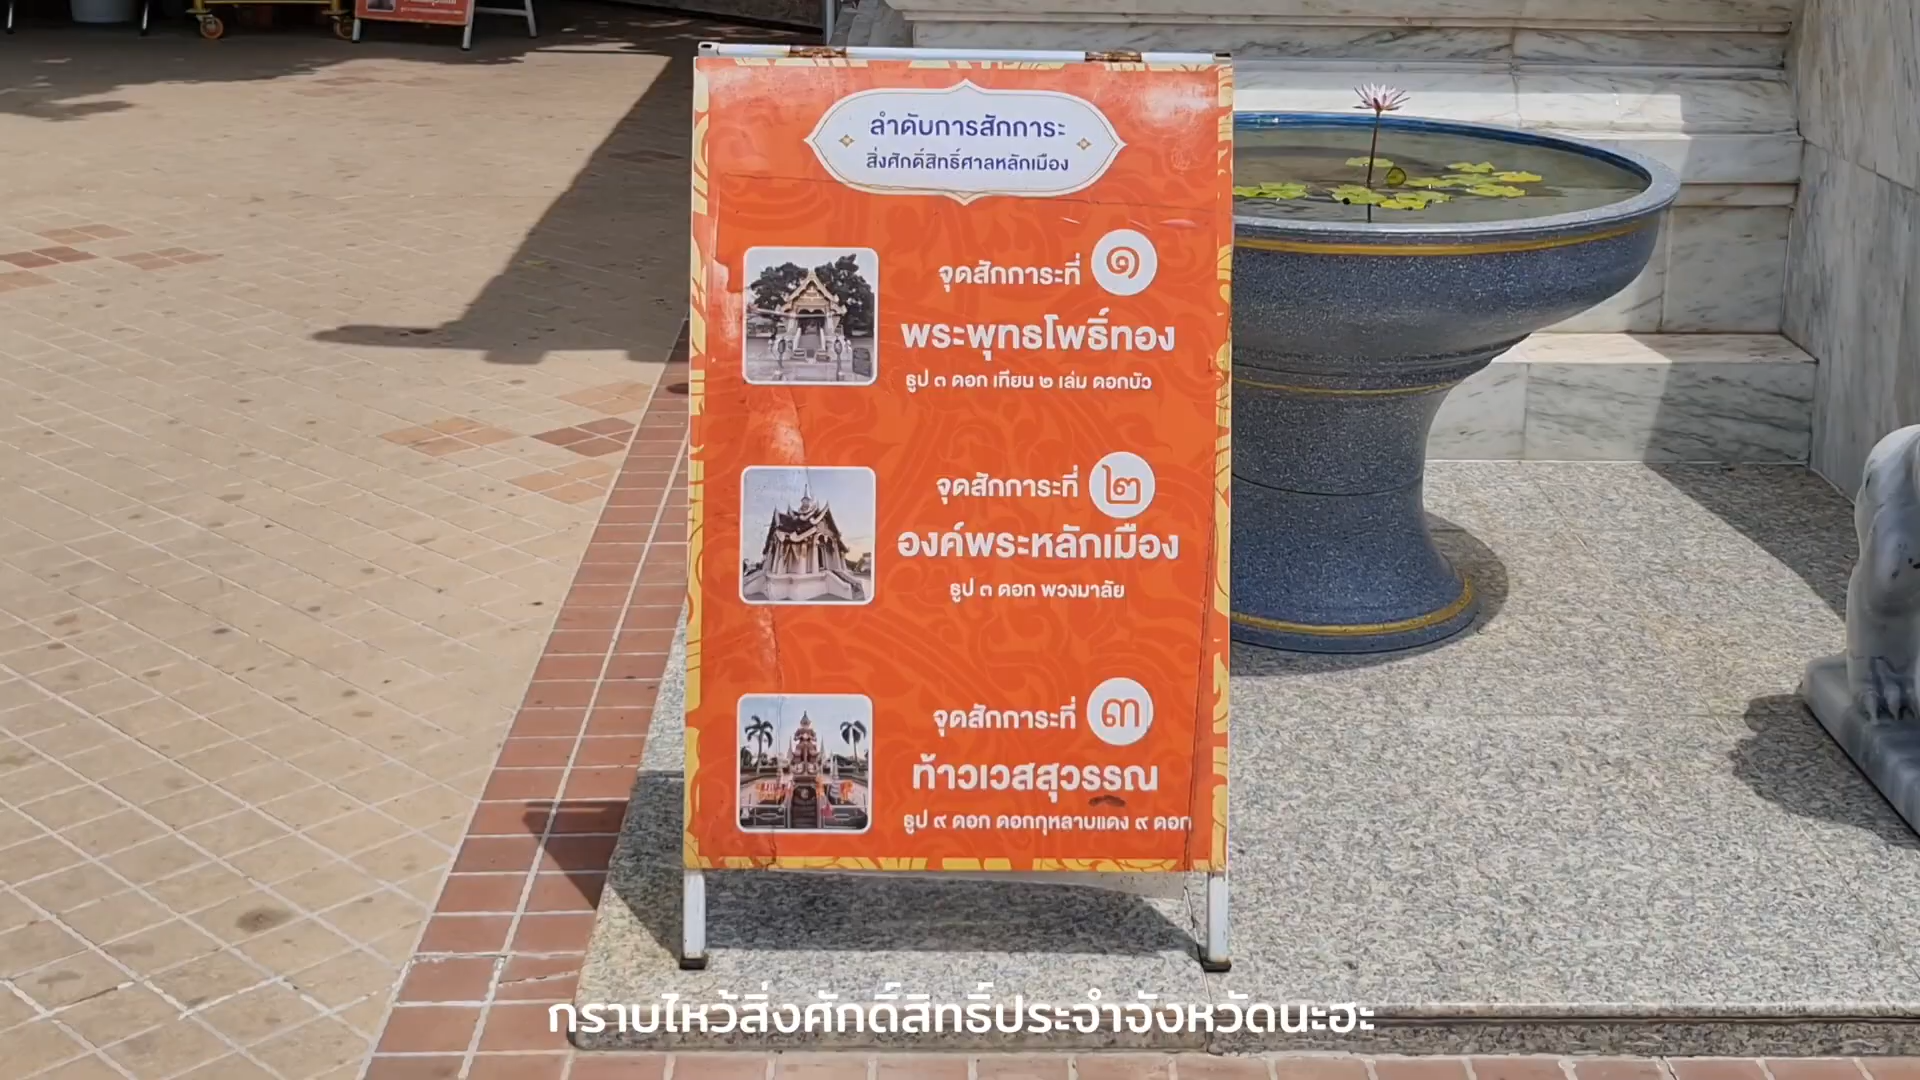 ลำดับการสักการะ
สิ่งศักดิ์สิทธิ์ศาลหลักเมือง
จุดสักการะที่ ๑
พระพุทธโพธิ์ทอง
ธูป ๓ ดอก เทียน ๒ เล่ม ดอกบัว
จุดสักการะที่ ๒
องค์พระหลักเมือง
ธูป ๓ ดอก พวงมาลัย
จุดสักการะที่ ๓
ท้าวเวสสุวรรณ
ธูป ๙ ดอก ดอกกุหลาบแดง ๙ ดอก
กราบไหว้สิ่งศักดิ์สิทธิ์ประจำจังหวัดนะฮะ